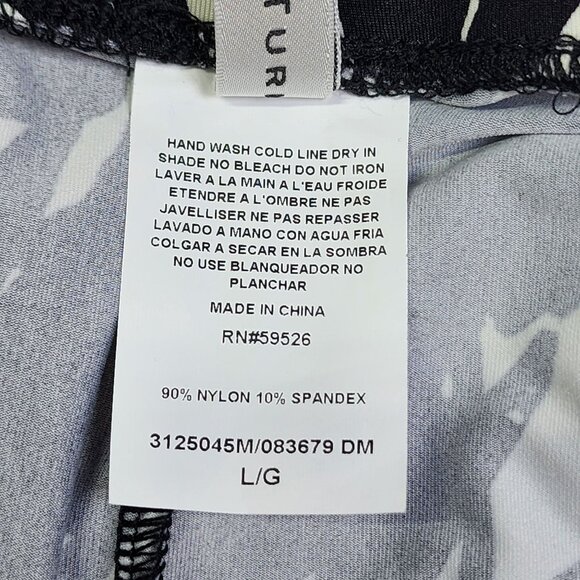 TUR
HAND WASH COLD LINE DRY IN
SHADE NO BLEACH DO NOT IRON
LAVER A LA MAIN A L'EAU FROIDE
ETENDRE A L'OMBRE NE PAS
JAVELLISER NE PAS REPASSER
LAVADO A MANO CON AGUA FRIA
COLGAR A SECAR EN LA SOMBRA
NO USE BLANQUEADOR NO
PLANCHAR
MADE IN CHINA
RN#59526
90% NYLON 10% SPANDEX
3125045M/083679 DM
L/G